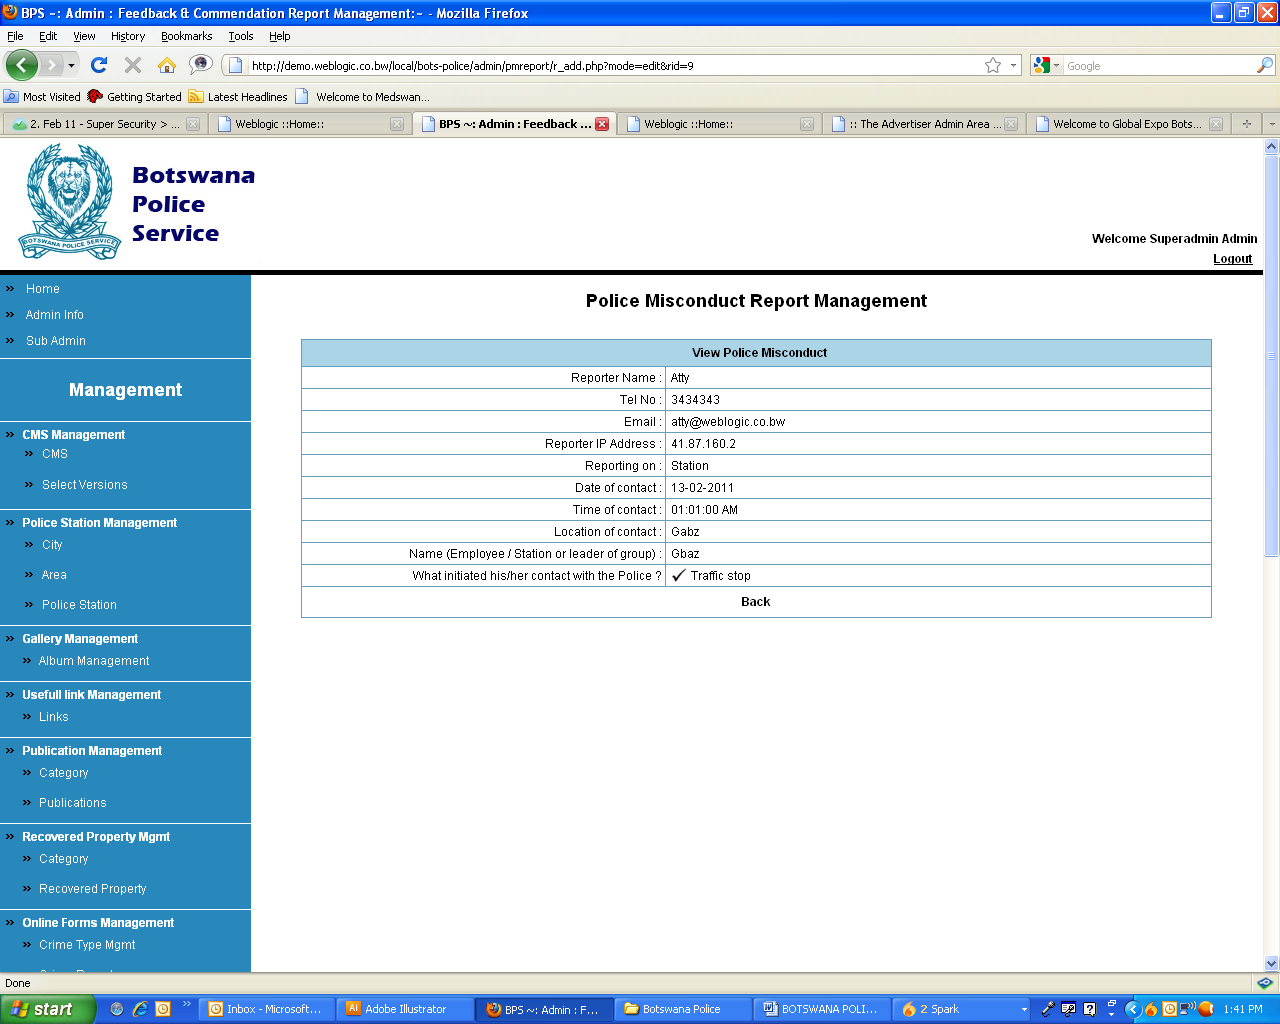 BPS ~: Admin : Feedback & Commendation Report Management:~ - Mozilla Firefox
File Edit View History Bookmarks Tools Help
http://demo.weblogic.co.bw/local/bots-police/admin/pmreport/r_add.php?mode=edit&rid=9
Google
Most Visited Getting Started Latest Headlines Welcome to Medswan...
2. Feb 11 - Super Security > ... Weblogic ::Home:: BPS ~: Admin : Feedback ... Weblogic ::Home:: :: The Advertiser Admin Area ... Welcome to Global Expo Bots...
BOTSWANA POLICE SERVICE
Botswana
Police
Service
Welcome Superadmin Admin
Logout
Home
Admin Info
Sub Admin
Management
CMS Management
CMS
Select Versions
Police Station Management
City
Area
Police Station
Gallery Management
Album Management
Usefull link Management
Links
Publication Management
Category
Publications
Recovered Property Mgmt
Category
Recovered Property
Online Forms Management
Crime Type Mgmt
Police Misconduct Report Management
View Police Misconduct
Reporter Name : Atty
Tel No : 3434343
Email : atty@weblogic.co.bw
Reporter IP Address : 41.87.160.2
Reporting on : Station
Date of contact : 13-02-2011
Time of contact : 01:01:00 AM
Location of contact : Gabz
Name (Employee / Station or leader of group) : Gbaz
What initiated his/her contact with the Police ? Traffic stop
Back
Done
start Inbox - Microsoft... Adobe Illustrator BPS ~: Admin : F... Botswana Police BOTSWANA POLI... 2 Spark 1:41 PM